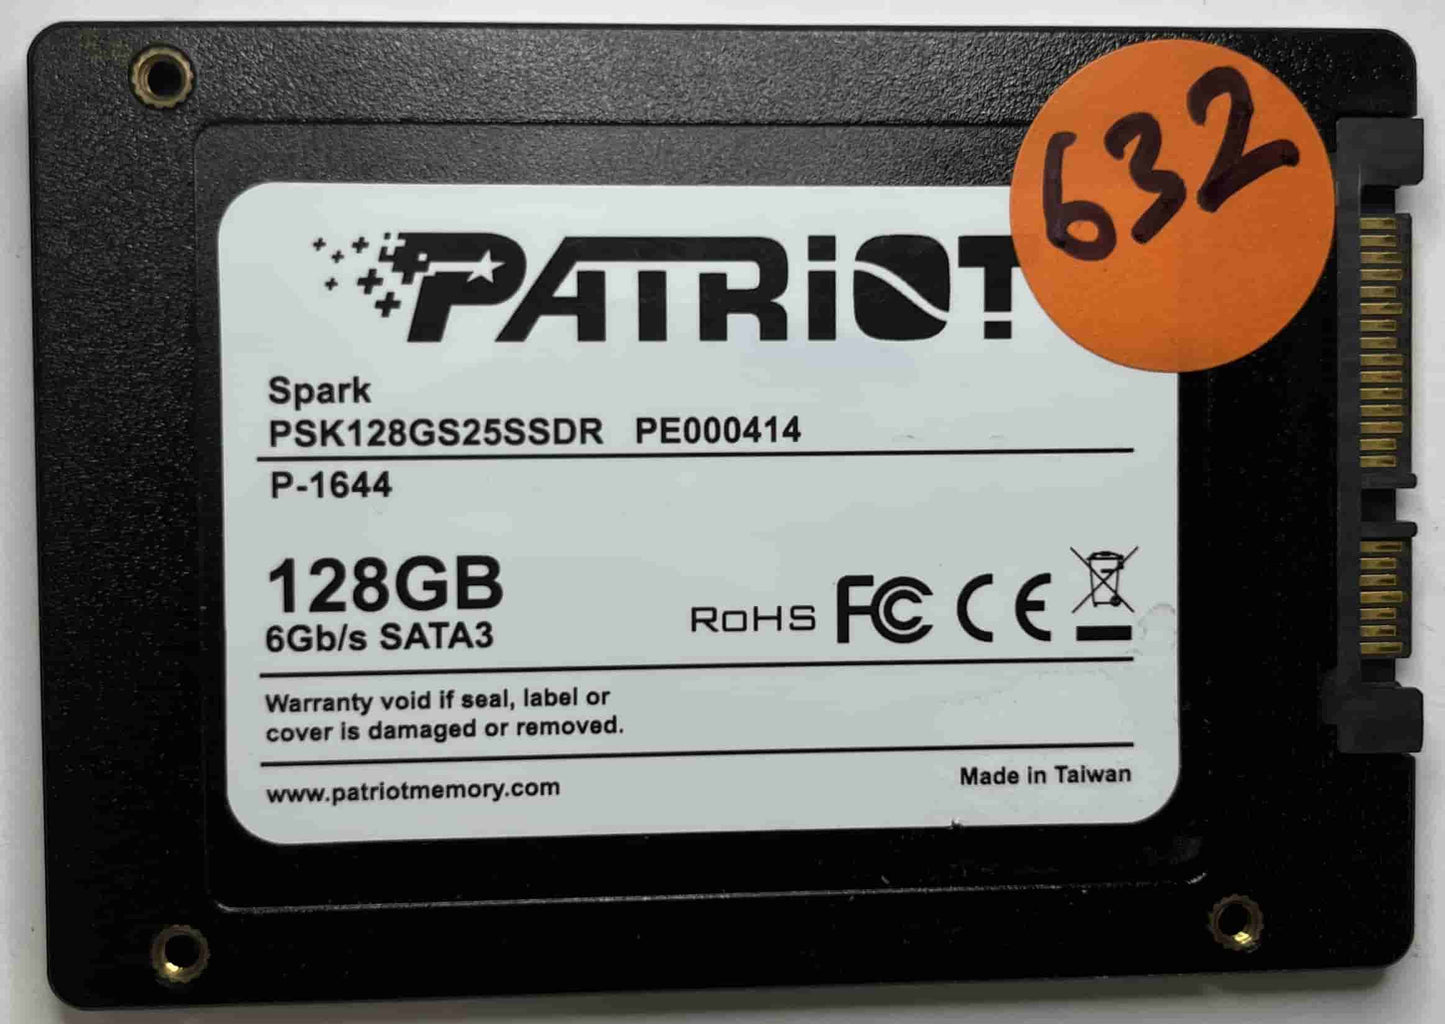 632
PATRIOT
Spark
PSK128GS25SSDR PE000414
P-1644
128GB
6Gb/s SATA3
RoHS FC CE
Warranty void if seal, label or
cover is damaged or removed.
www.patriotmemory.com
Made in Taiwan